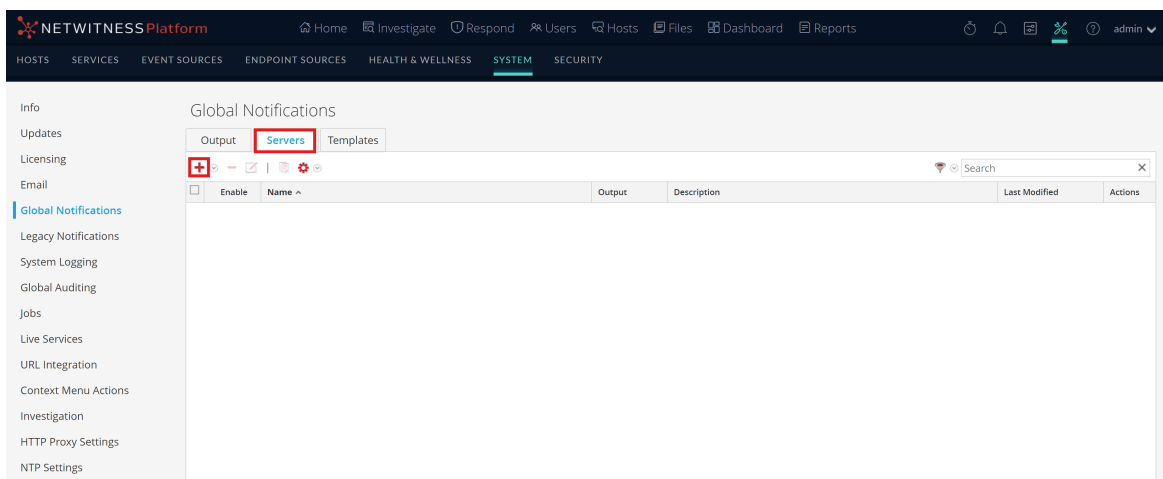 NETWITNESS Platform Home Investigate Respond Users Hosts Files Dashboard Reports admin
HOSTS SERVICES EVENT SOURCES ENDPOINT SOURCES HEALTH & WELLNESS SYSTEM SECURITY
Info
Updates
Licensing
Email
Global Notifications
Legacy Notifications
System Logging
Global Auditing
Jobs
Live Services
URL Integration
Context Menu Actions
Investigation
HTTP Proxy Settings
NTP Settings
Global Notifications
Output Servers Templates
Search
Enable Name Output Description Last Modified Actions